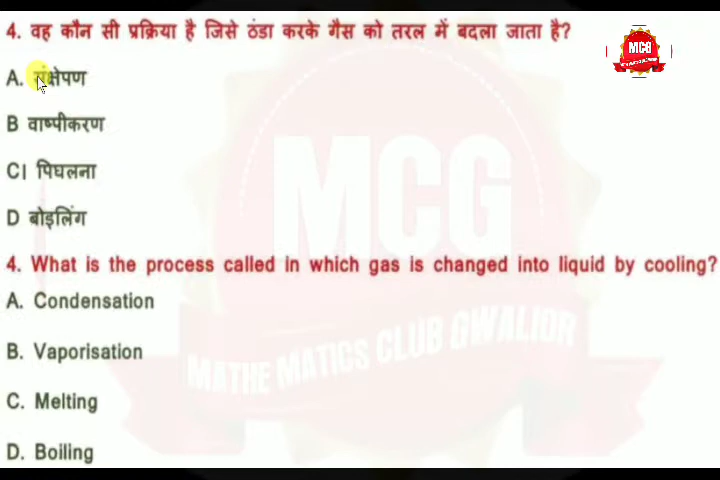 4. वह कौन सी प्रक्रिया है जिसे ठंडा करके गैस को तरल में बदला जाता है?
MCG
A. संक्षेपण
B वाष्पीकरण
C। पिघलना
D बोइलिंग
MCG
4. What is the process called in which gas is changed into liquid by cooling?
A. Condensation
B. Vaporisation
C. Melting
D. Boiling
MATHE MATICS CLUB GWALIOR